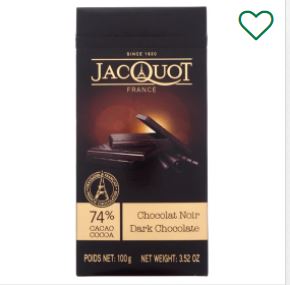 SINCE 1920
JACQUOT
FRANCE
74%
CACAO
COCOA
Chocolat Noir
Dark Chocolate
POIDS NET: 100g NET WEIGHT: 3.52 OZ